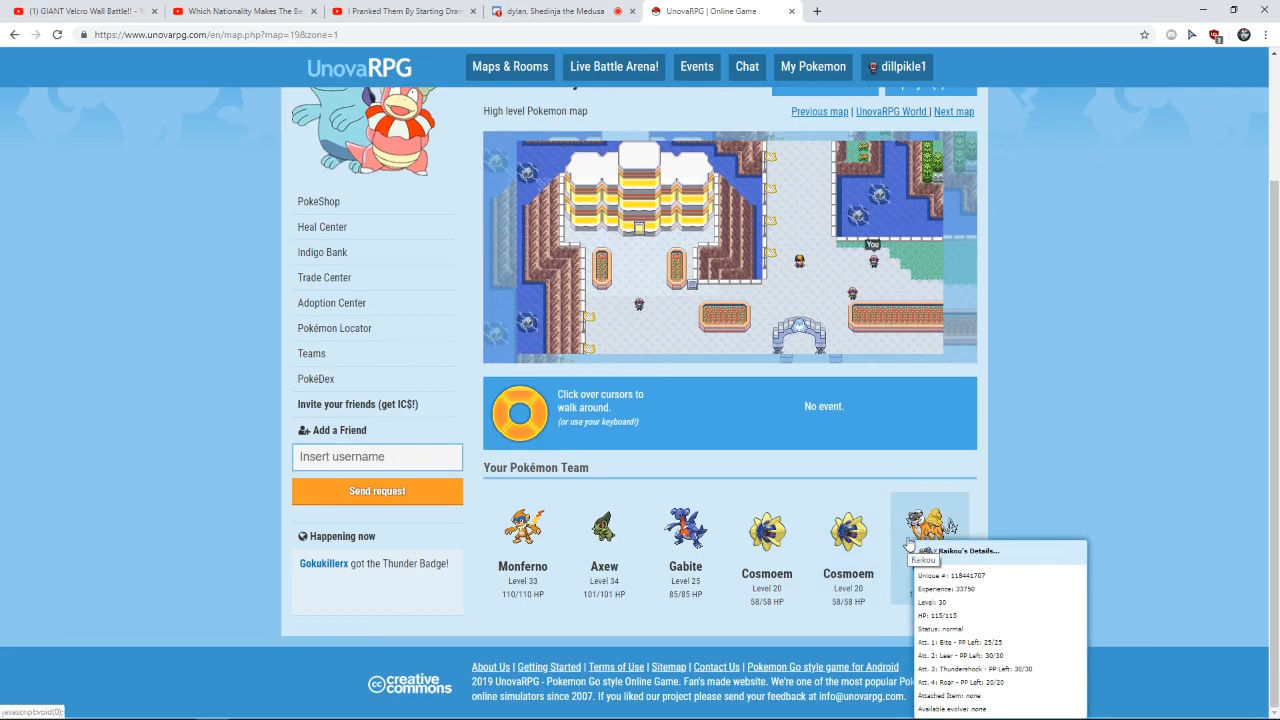 (1) GIANT Velcro Wall Battle! - Y
Which Nationality Makes The Be
I Pranked Them By Starting Dram
dylan, Shedinja the Medusa
UnovaRPG | Online Game
https://www.unovarpg.com/en/map.php?map=19&zone=1
3
UnovaRPG
Maps & Rooms
Live Battle Arena!
Events
Chat
My Pokemon
dillpikle1
High level Pokemon map
Previous map | UnovaRPG World | Next map
You
PokeShop
Heal Center
Indigo Bank
Trade Center
Adoption Center
Pokémon Locator
Teams
PokéDex
Invite your friends (get IC$!)
Add a Friend
Insert username
Send request
Happening now
Gokukillerx got the Thunder Badge!
Click over cursors to
walk around.
(or use your keyboard!)
No event.
Your Pokémon Team
Monferno
Level 33
110/110 HP
Axew
Level 34
101/101 HP
Gabite
Level 25
85/85 HP
Cosmoem
Level 20
58/58 HP
Cosmoem
Level 20
58/58 HP
Raikou's Details...
Raikou
Unique #: 118441707
Experience: 33750
Level: 30
HP: 115/115
Status: normal
Att. 1: Bite - PP Left: 25/25
Att. 2: Leer - PP Left: 30/30
Att. 3: Thundershock - PP Left: 30/30
Att. 4: Roar - PP Left: 20/20
Attached Item: none
Available evolve: none
creative
commons
About Us | Getting Started | Terms of Use | Sitemap | Contact Us | Pokemon Go style game for Android
2019 UnovaRPG - Pokemon Go style Online Game. Fan's made website. We're one of the most popular Po
online simulators since 2007. If you liked our project please send your feedback at info@unovarpg.com.
javascript:void(0);